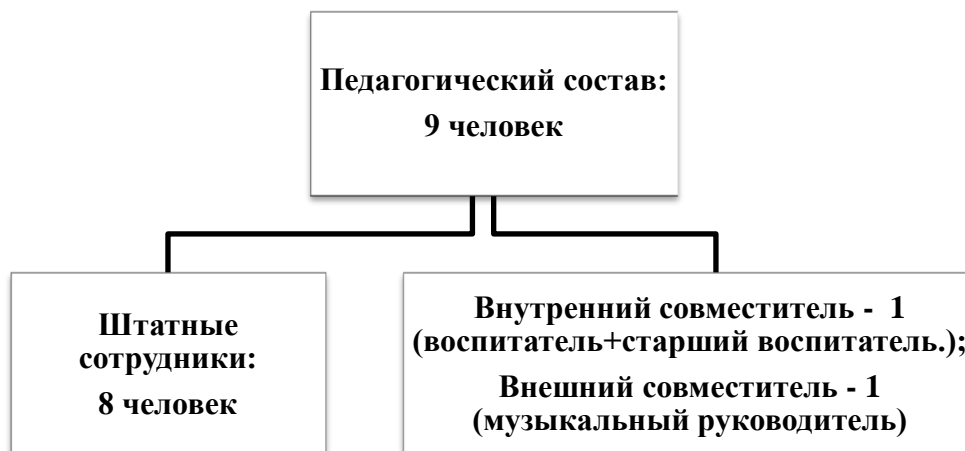 Педагогический состав:
9 человек
Штатные
сотрудники:
8 человек
Внутренний совместитель - 1
(воспитатель+старший воспитатель.);
Внешний совместитель - 1
(музыкальный руководитель)